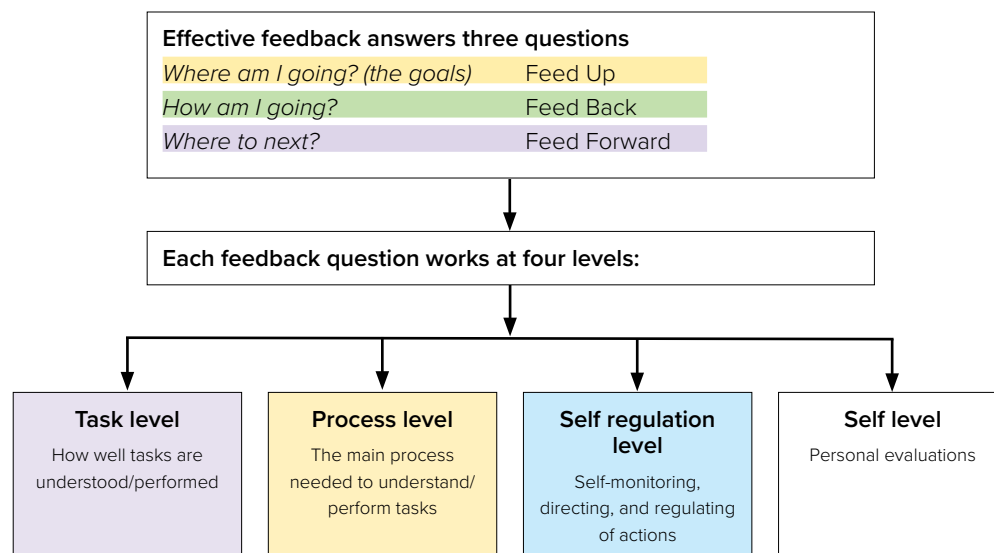 Effective feedback answers three questions
Where am I going? (the goals) Feed Up
How am I going? Feed Back
Where to next? Feed Forward
Each feedback question works at four levels:
Task level
How well tasks are
understood/performed
Process level
The main process
needed to understand/
perform tasks
Self regulation
level
Self-monitoring,
directing, and regulating
of actions
Self level
Personal evaluations